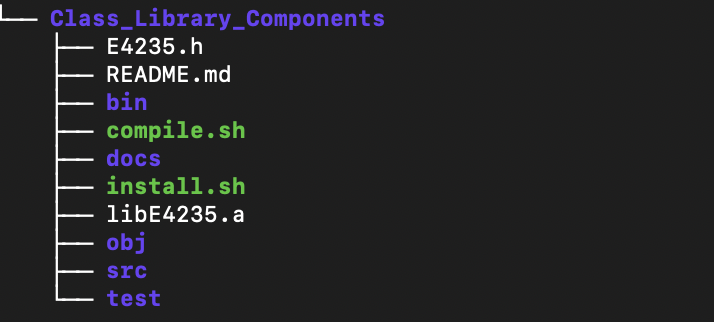 └── Class_Library_Components
├── E4235.h
├── README.md
├── bin
├── compile.sh
├── docs
├── install.sh
├── libE4235.a
├── obj
├── src
└── test